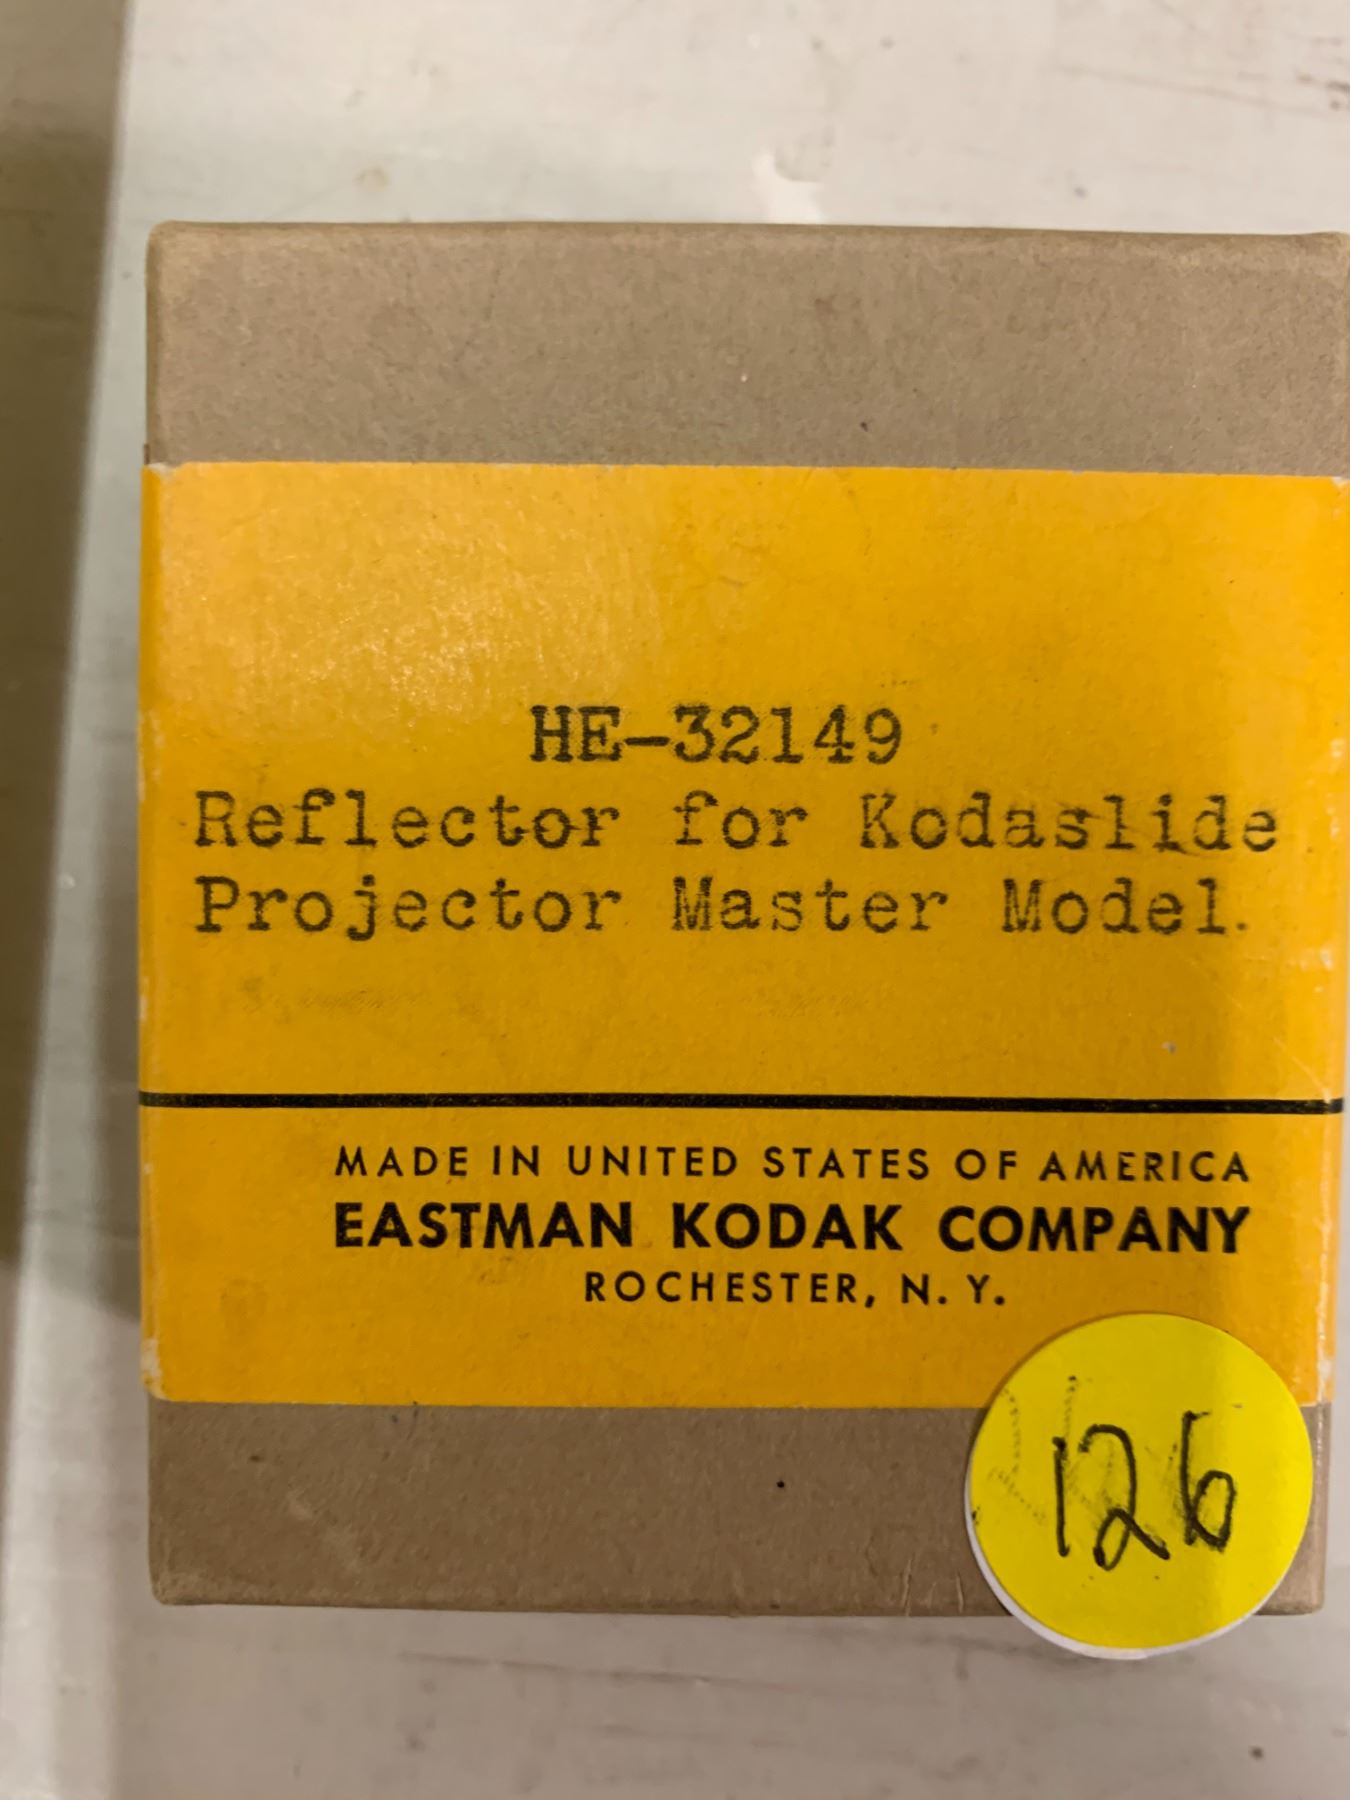 HE-32149
Reflector for Kodaslide
Projector Master Model.
MADE IN UNITED STATES OF AMERICA
EASTMAN KODAK COMPANY
ROCHESTER, N. Y.
126